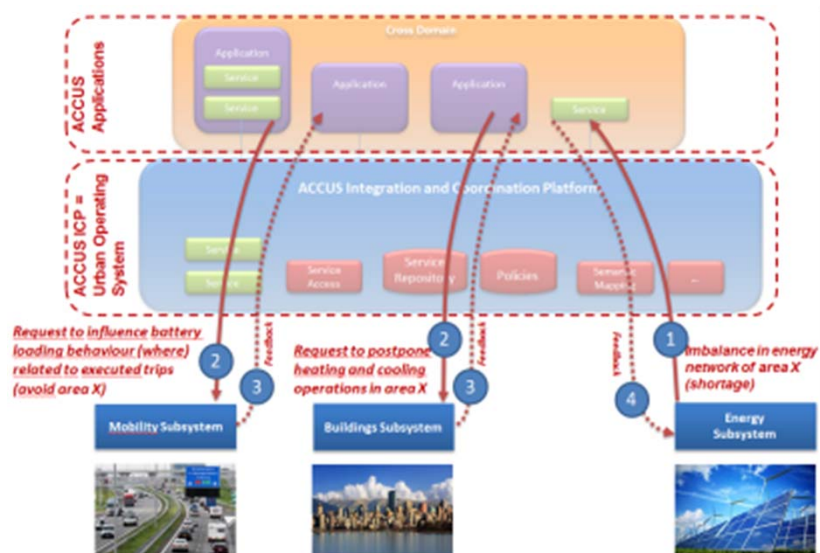 Cross Domain
ACCUS
Applications
Application
Service
Service
Application
Application
Service
ACCUS ICP =
Urban Operating
System
ACCUS Integration and Coordination Platform
Service
Service
Service
Access
Service
Repository
Policies
Semantic
Mapping
...
Request to influence battery
loading behaviour (where)
related to executed trips
(avoid area X)
2
Feedback
3
Request to postpone
heating and cooling
operations in area X
2
Feedback
3
Feedback
4
1
Imbalance in energy
network of area X
(shortage)
Mobility Subsystem
Buildings Subsystem
Energy
Subsystem